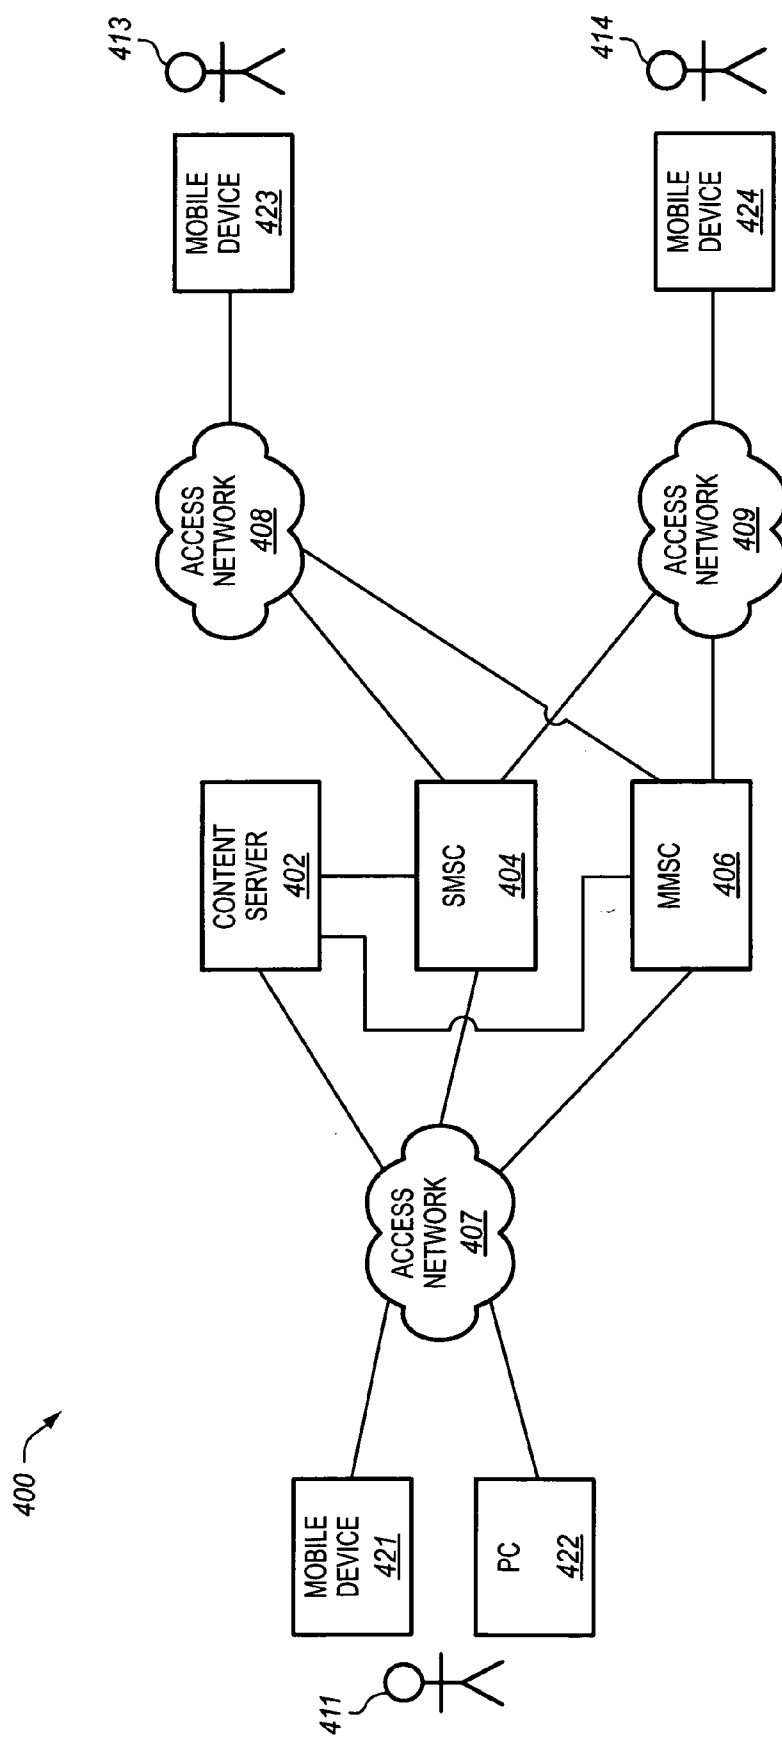 400
411
MOBILE
DEVICE
421
PC
422
ACCESS
NETWORK
407
CONTENT
SERVER
402
SMSC
404
MMSC
406
ACCESS
NETWORK
408
ACCESS
NETWORK
409
MOBILE
DEVICE
423
413
MOBILE
DEVICE
424
414